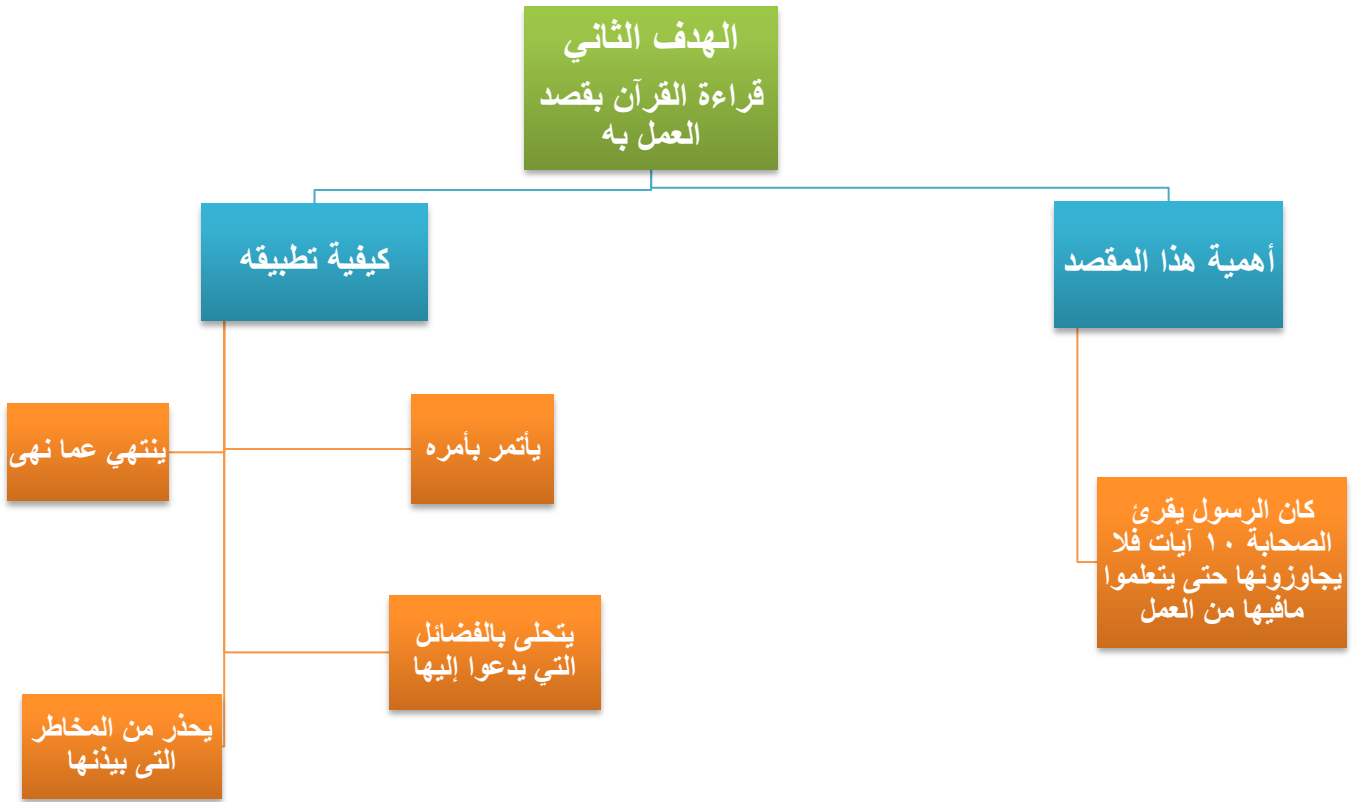 الهدف الثاني
قراءة القرآن بقصد
العمل به
أهمية هذا المقصد
كيفية تطبيقه
كان الرسول يقرئ
الصحابة ١٠ آيات فلا
يجاوزونها حتى يتعلموا
مافيها من العمل
يأتمر بأمره
ينتهي عما نهى
يتحلى بالفضائل
التي يدعوا إليها
يحذر من المخاطر
التى بيذنها